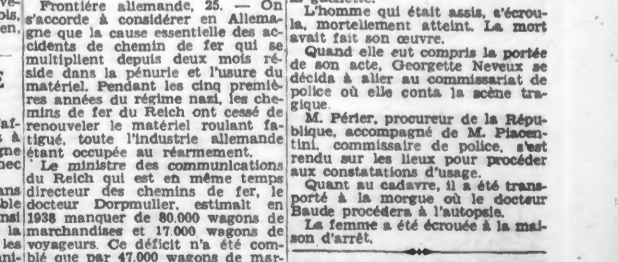 ois,
en,
E
'af-
s à
gne
nec
ans
ble
nsi
la
les
Frontière allemande, 25. — On
s'accorde à considérer en Allema-
gne que la cause essentielle des ac-
cidents de chemin de fer qui se
multiplient depuis deux mois ré-
side dans la pénurie et l'usure du
matériel. Pendant les cinq premiè-
res années du régime nazi, les che-
mins de fer du Reich ont cessé de
renouveler le matériel roulant fa-
tigué, toute l'industrie allemande
étant occupée au réarmement.
Le ministre des communications
du Reich qui est en même temps
directeur des chemins de fer, le
docteur Dorpmuller, estimait en
1938 manquer de 80.000 wagons de
marchandises et 17.000 wagons de
voyageurs. Ce déficit n'a été com-
blé que par 47.000 wagons de mar-
L'homme qui était assis, s'écrou-
la, mortellement atteint. La mort
avait fait son œuvre.
Quand elle eut compris la portée
de son acte, Georgette Neveux se
décida à aller au commissariat de
police où elle conta la scène tra-
gique.
M. Périer, procureur de la Répu-
blique, accompagné de M. Piacen-
tini, commissaire de police, s'est
rendu sur les lieux pour procéder
aux constatations d'usage.
Quant au cadavre, il a été trans-
porté à la morgue où le docteur
Baude procédera à l'autopsie.
La femme a été écrouée à la mai-
son d'arrêt.